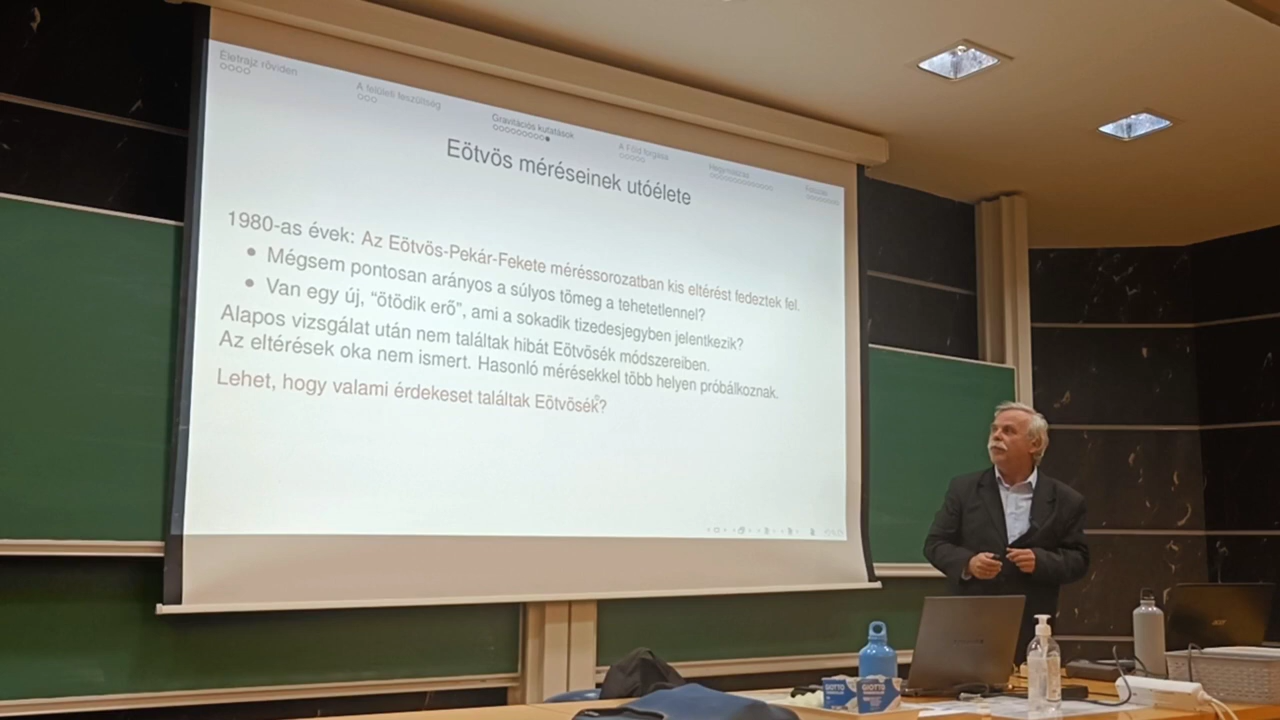 Életrajz röviden
A felületi feszültség
Gravitációs kutatások
A Föld forgása
Eötvös méréseinek utóélete
1980-as évek: Az Eötvös-Pekár-Fekete méréssorozatban kis eltérést fedeztek fel.
• Mégsem pontosan arányos a súlyos tömeg a tehetetlennel?
• Van egy új, “ötödik erő”, ami a sokadik tizedesjegyben jelentkezik?
Alapos vizsgálat után nem találtak hibát Eötvösék módszereiben.
Az eltérések oka nem ismert. Hasonló mérésekkel több helyen próbálkoznak.
Lehet, hogy valami érdekeset találtak Eötvösék?
acer
GIOTTO
GIOTTO